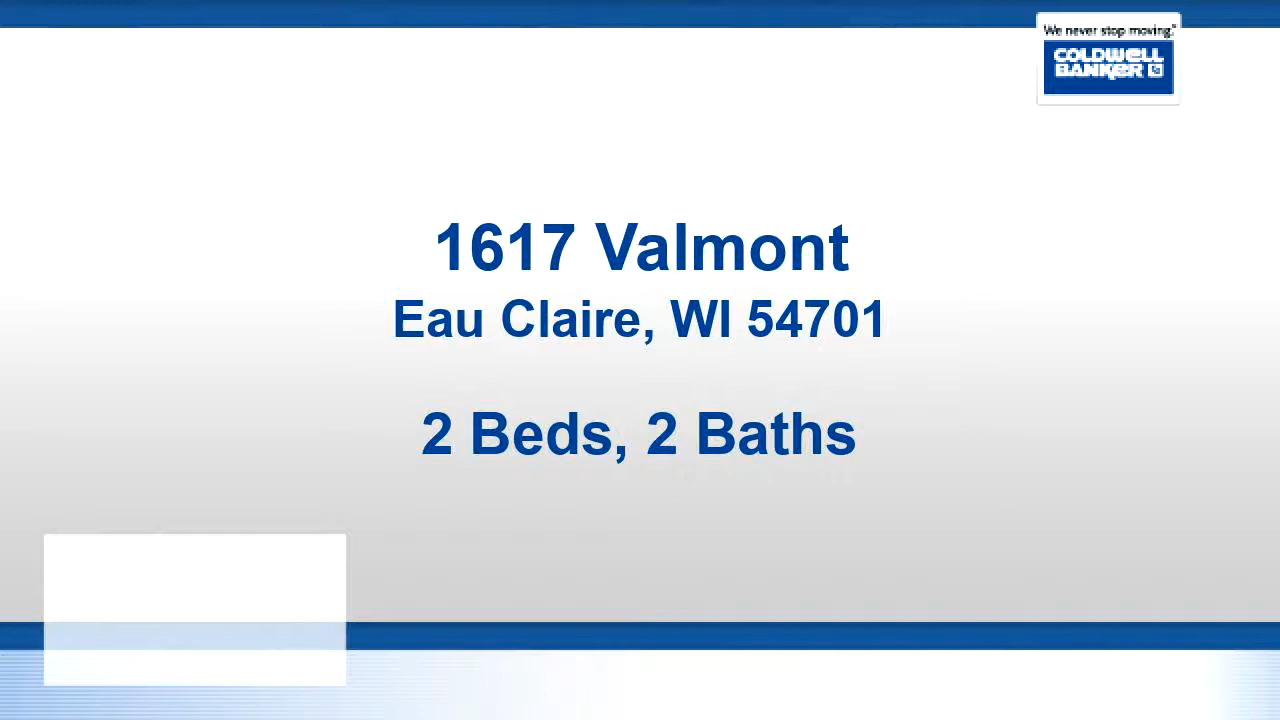 We never stop moving.®
COLDWELL
BANKER
1617 Valmont
Eau Claire, WI 54701
2 Beds, 2 Baths